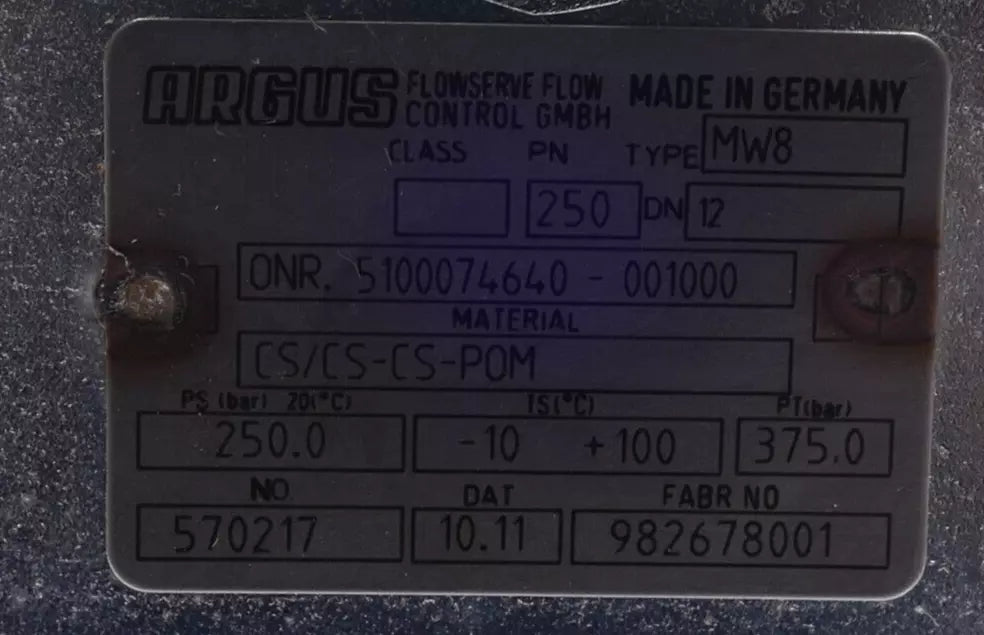 ARGUS FLOWSERVE FLOW CONTROL GMBH MADE IN GERMANY
CLASS PN TYPE MW8
250 DN 12
ONR. 5100074640 - 001000
MATERIAL
CS/CS-CS-POM
PS (bar) 20(°C) TS(°C) PT(bar)
250.0 -10 +100 375.0
NO DAT FABR NO
570217 10.11 982678001